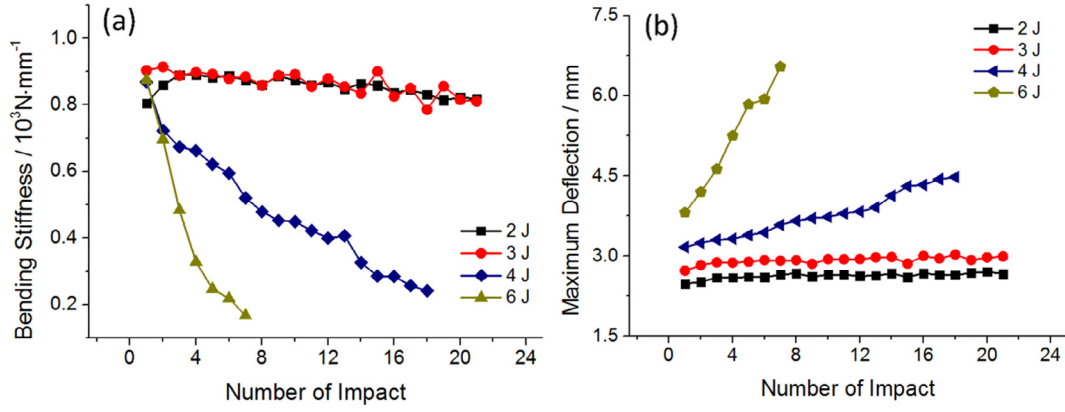 (a)
Bending Stiffness / 10³N·mm⁻¹
1.0
0.8
0.6
0.4
0.2
0 4 8 12 16 20 24
Number of Impact
2 J
3 J
4 J
6 J
(b)
Maximum Deflection / mm
7.5
6.0
4.5
3.0
1.5
0 4 8 12 16 20 24
Number of Impact
2 J
3 J
4 J
6 J